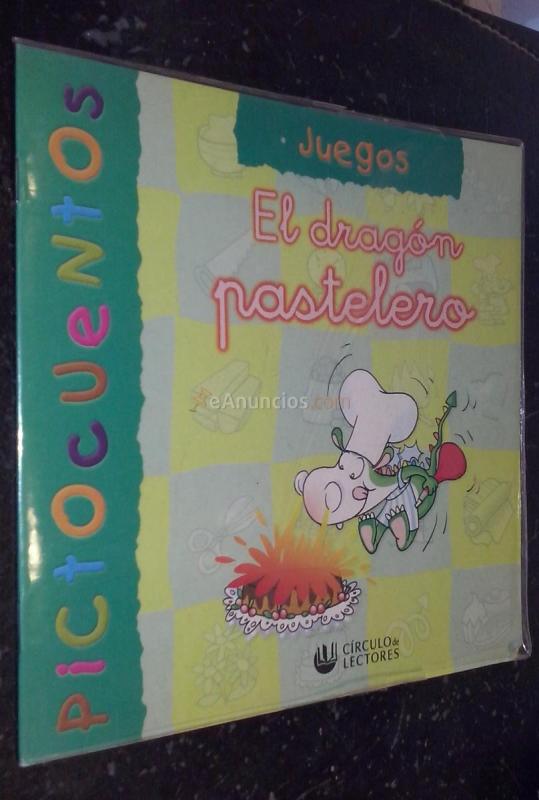 PictocueNtos
Juegos
El dragón
pastelero
eAnuncios.com
CÍRCULO de
LECTORES